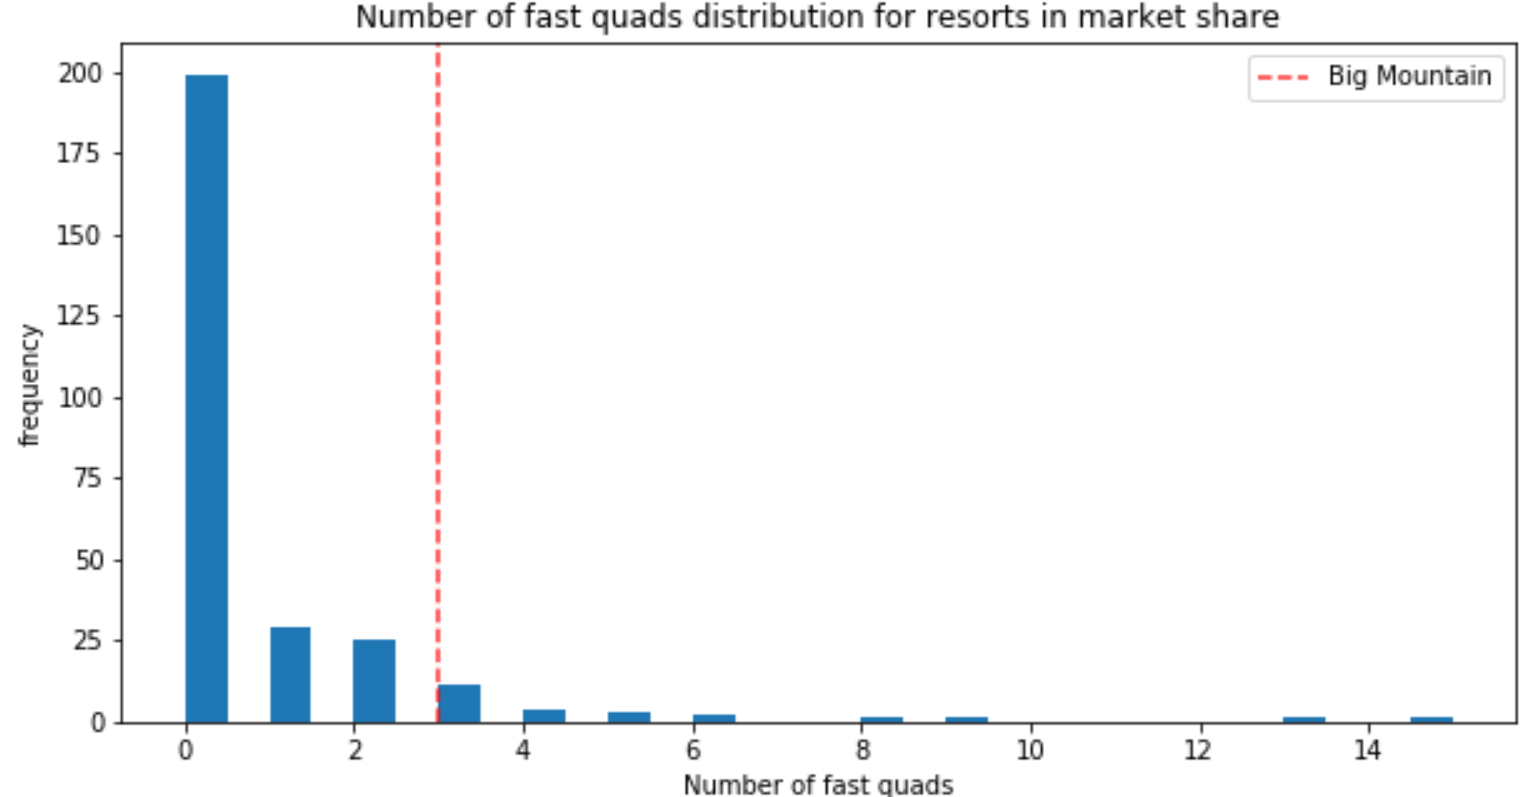 Number of fast quads distribution for resorts in market share
Big Mountain
200
175
150
125
100
75
50
25
0
frequency
0 2 4 6 8 10 12 14
Number of fast quads